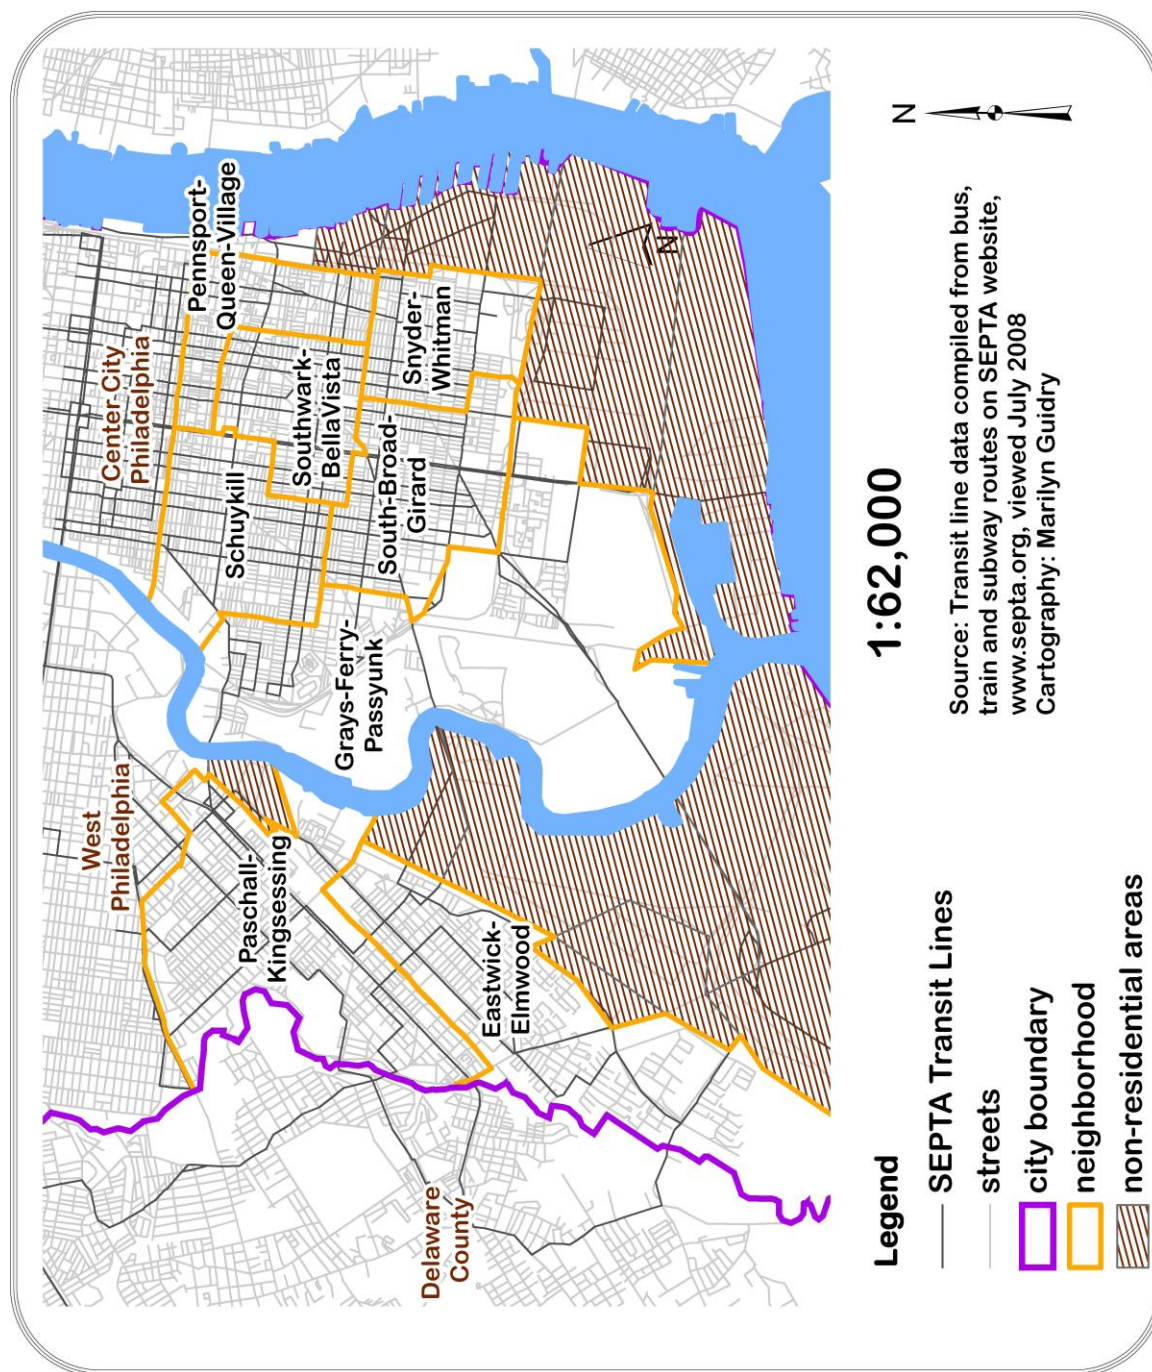 West
Philadelphia
Center City
Philadelphia
Pennsport-
Queen-Village
Schuykill
Southwark-
BellaVista
Snyder-
Whitman
South-Broad-
Girard
Grays-Ferry-
Passyunk
Paschall-
Kingsessing
Eastwick-
Elmwood
Delaware
County
N
Legend
SEPTA Transit Lines
streets
city boundary
neighborhood
non-residential areas
1:62,000
Source: Transit line data compiled from bus,
train and subway routes on SEPTA website,
www.septa.org, viewed July 2008
Cartography: Marilyn Guidry
N